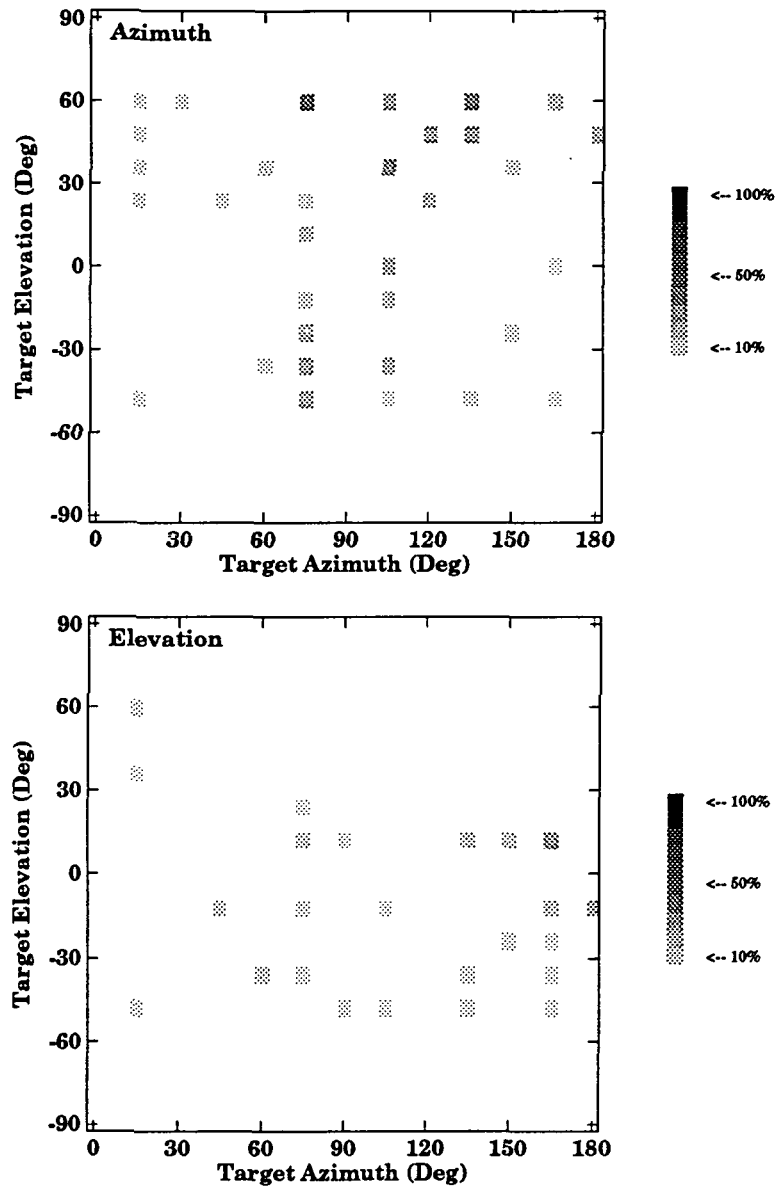 Azimuth
90
60
30
0
-30
-60
-90
Target Elevation (Deg)
0 30 60 90 120 150 180
Target Azimuth (Deg)
<-- 100%
<-- 50%
<-- 10%
Elevation
90
60
30
0
-30
-60
-90
Target Elevation (Deg)
0 30 60 90 120 150 180
Target Azimuth (Deg)
<-- 100%
<-- 50%
<-- 10%